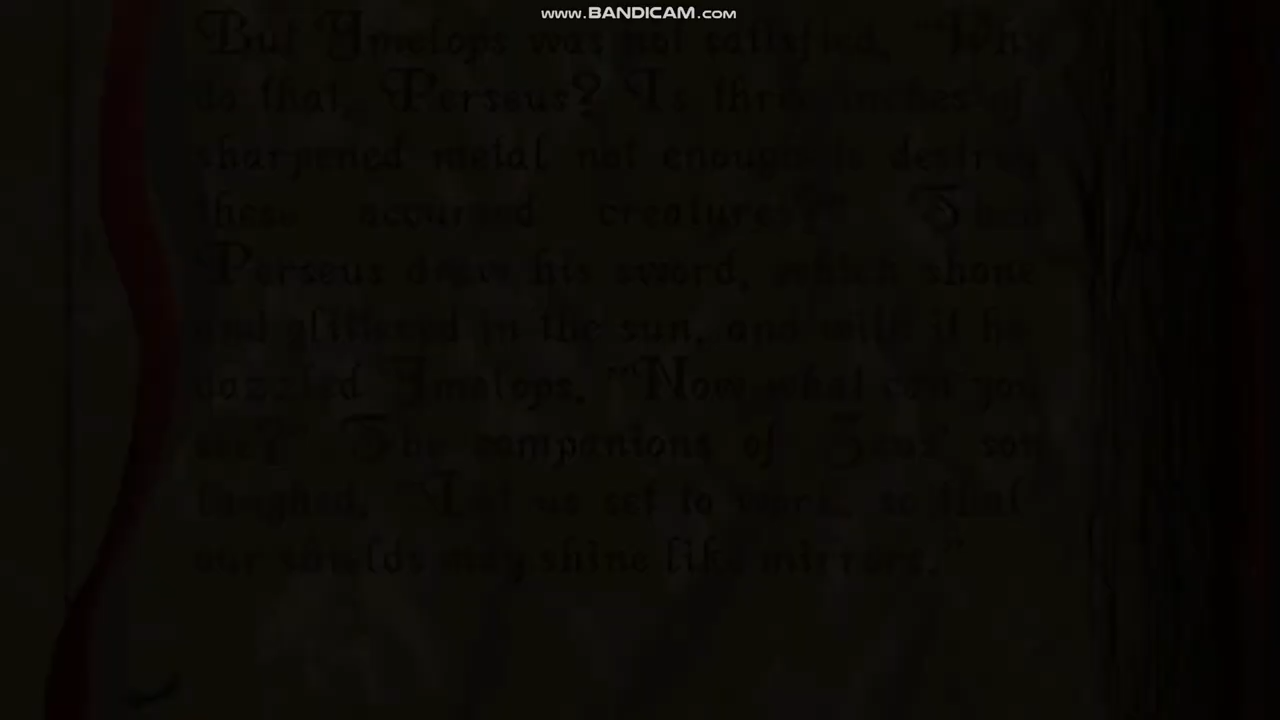 www.BANDICAM.com
But Amelops was not satisfied. "Why
do that, Perseus? Is three inches of
sharpened metal not enough to destroy
these accursed creatures?" Then
Perseus drew his sword, which shone
and glittered in the sun, and with it he
dazzled Amelops. "Now what can you
see?" The companions of Zeus' son
laughed. "Let us set to work, so that
our shields may shine like mirrors."